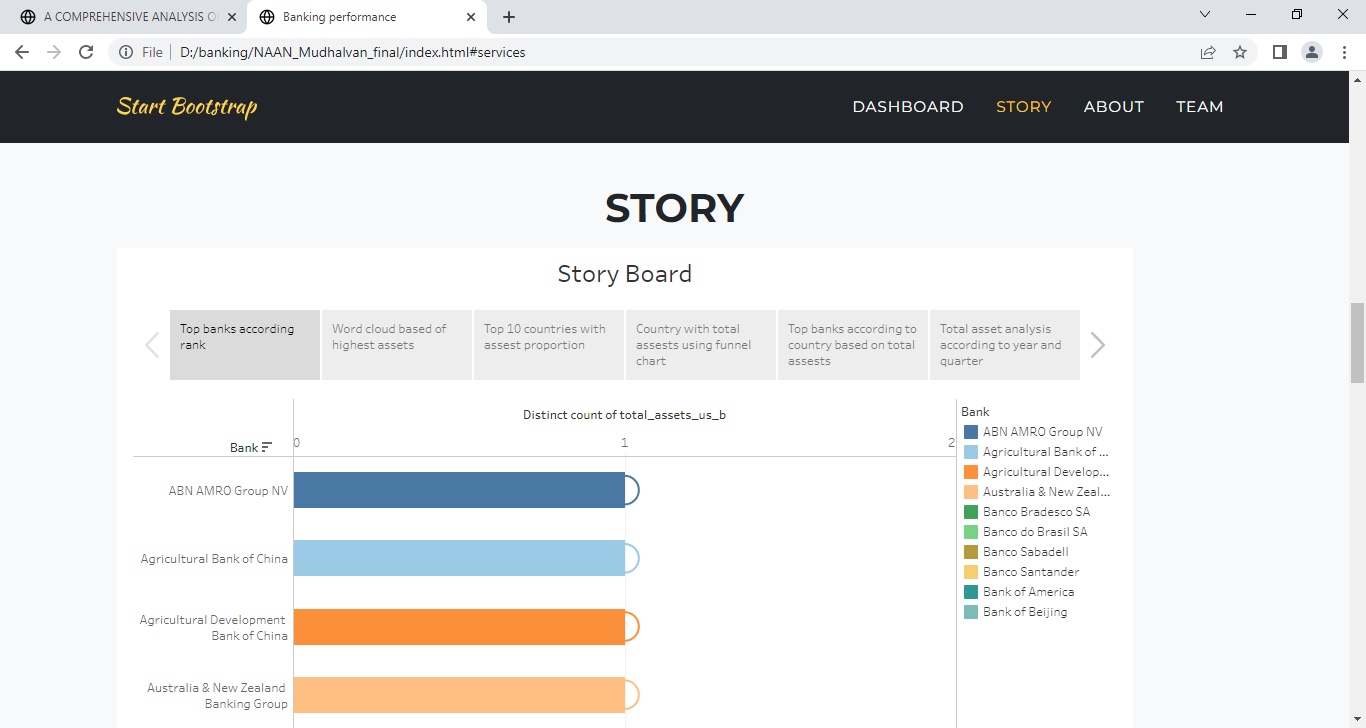 A COMPREHENSIVE ANALYSIS O
Banking performance
File
D:/banking/NAAN_Mudhalvan_final/index.html#services
Start Bootstrap
DASHBOARD
STORY
ABOUT
TEAM
STORY
Story Board
Top banks according
rank
Word cloud based of
highest assets
Top 10 countries with
assest proportion
Country with total
assests using funnel
chart
Top banks according to
country based on total
assests
Total asset analysis
according to year and
quarter
Distinct count of total_assets_us_b
Bank
0
1
2
ABN AMRO Group NV
Agricultural Bank of China
Agricultural Development
Bank of China
Australia & New Zealand
Banking Group
Bank
ABN AMRO Group NV
Agricultural Bank of ...
Agricultural Develop...
Australia & New Zeal...
Banco Bradesco SA
Banco do Brasil SA
Banco Sabadell
Banco Santander
Bank of America
Bank of Beijing